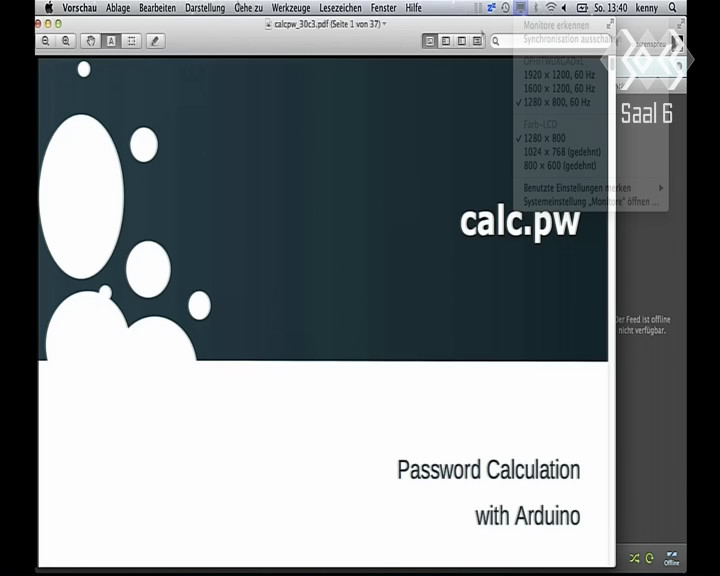 Vorschau Ablage Bearbeiten Darstellung Gehe zu Werkzeuge Lesezeichen Fenster Hilfe So. 13:40 kenny
calcpw_30c3.pdf (Seite 1 von 37)
Monitore erkennen
1920 × 1200, 60 Hz
1600 × 1200, 60 Hz
✓ 1280 × 800, 60 Hz
Saal 6
Farb-LCD
✓ 1280 × 800
1024 × 768 (gedehnt)
800 × 600 (gedehnt)
Benutzte Einstellungen merken
Systemeinstellung „Monitore" öffnen ...
calc.pw
Der Feed ist offline
nicht verfügbar.
Password Calculation
with Arduino
Offline